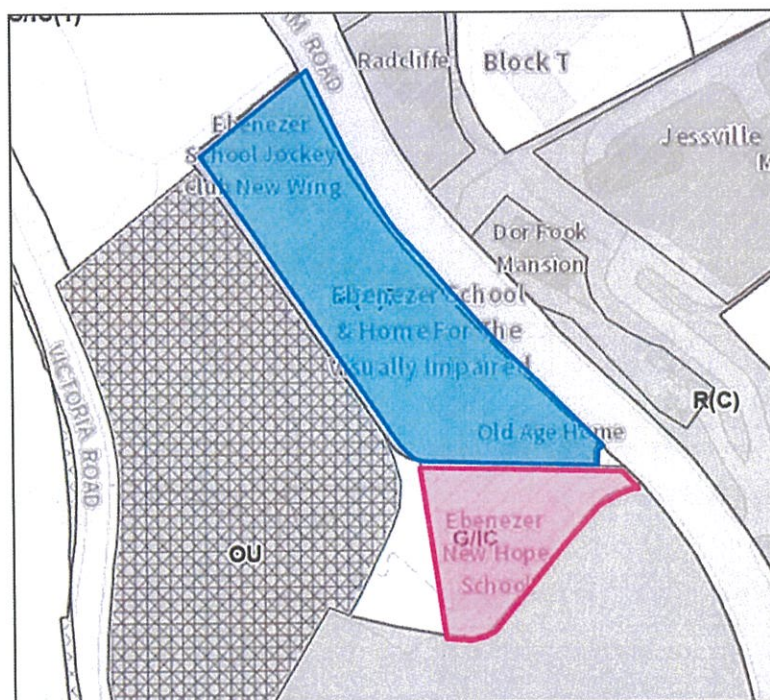 Radcliffe
Block T
Jessville
M
Ebenezer
School Jockey
Club New Wing
Dor Fook
Mansion
Ebenezer School
& Home For The
Visually Impaired
Old Age Home
R(C)
VICTORIA ROAD
OU
Ebenezer
G/IC
New Hope
School